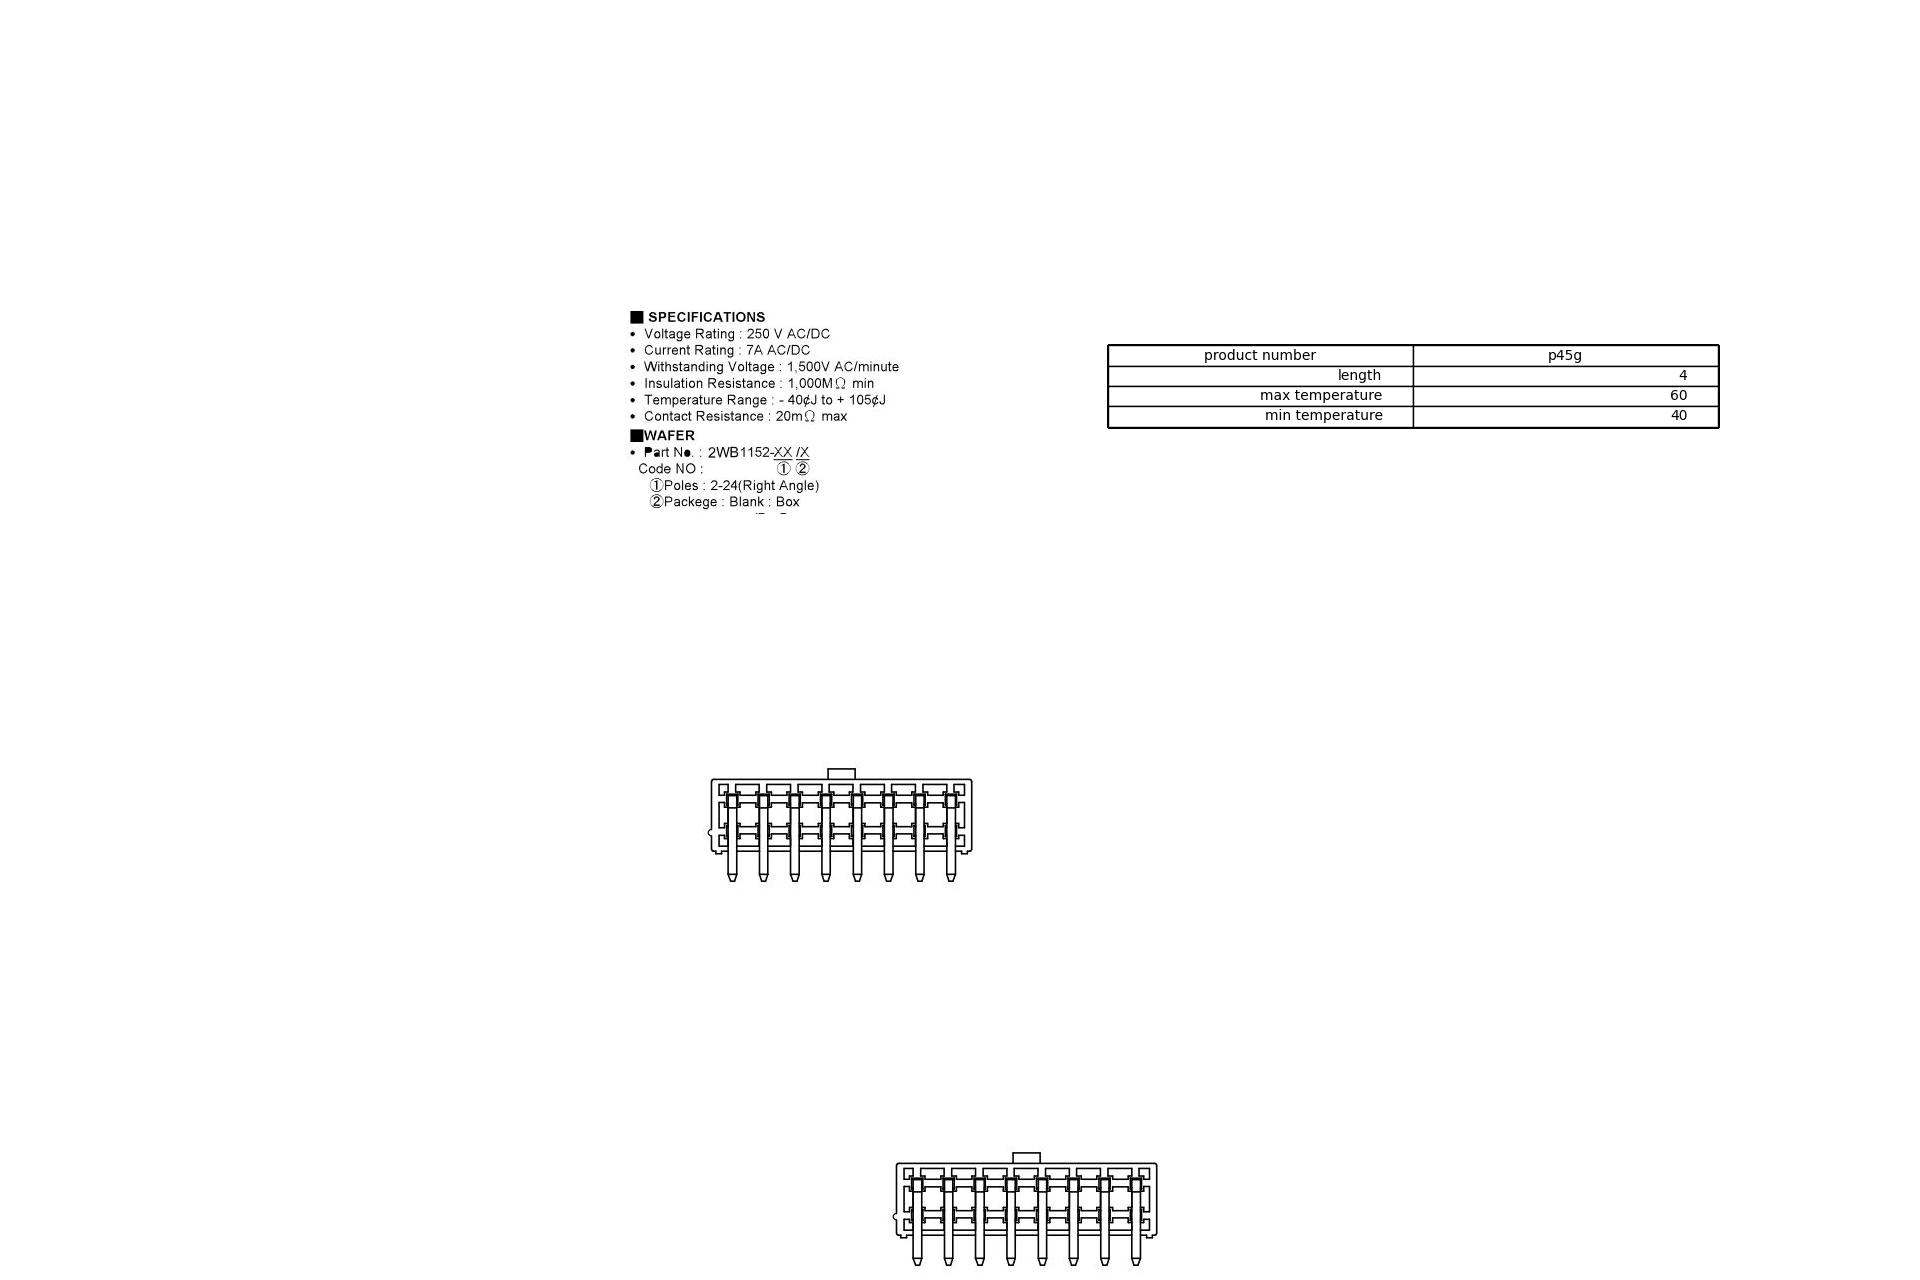 ■ SPECIFICATIONS
• Voltage Rating : 250 V AC/DC
• Current Rating : 7A AC/DC
• Withstanding Voltage : 1,500V AC/minute
• Insulation Resistance : 1,000MΩ min
• Temperature Range : - 40¢J to + 105¢J
• Contact Resistance : 20mΩ max
■WAFER
• Part No. : 2WB1152-XX /X
Code NO : ① ②
①Poles : 2-24(Right Angle)
②Packege : Blank : Box
product number p45g
length 4
max temperature 60
min temperature 40